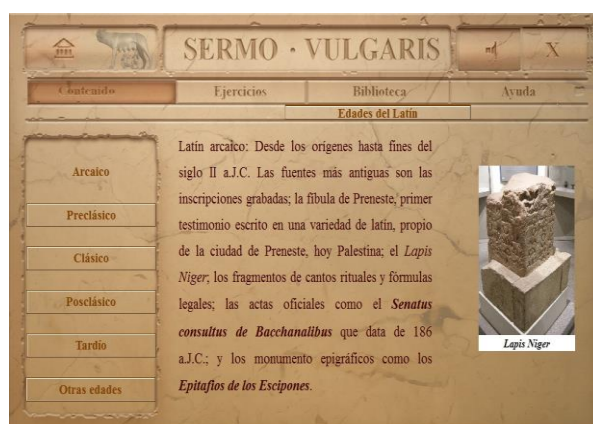 SERMO · VULGARIS
X
Contenido
Ejercicios
Biblioteca
Ayuda
Edades del Latín
Arcaico
Preclásico
Clásico
Posclásico
Tardío
Otras edades
Latín arcaico: Desde los orígenes hasta fines del
siglo II a.J.C. Las fuentes más antiguas son las
inscripciones grabadas; la fíbula de Preneste, primer
testimonio escrito en una variedad de latín, propio
de la ciudad de Preneste, hoy Palestina; el Lapis
Niger; los fragmentos de cantos rituales y fórmulas
legales; las actas oficiales como el Senatus
consultus de Bacchanalibus que data de 186
a.J.C.; y los monumento epigráficos como los
Epitafios de los Escipones.
Lapis Niger